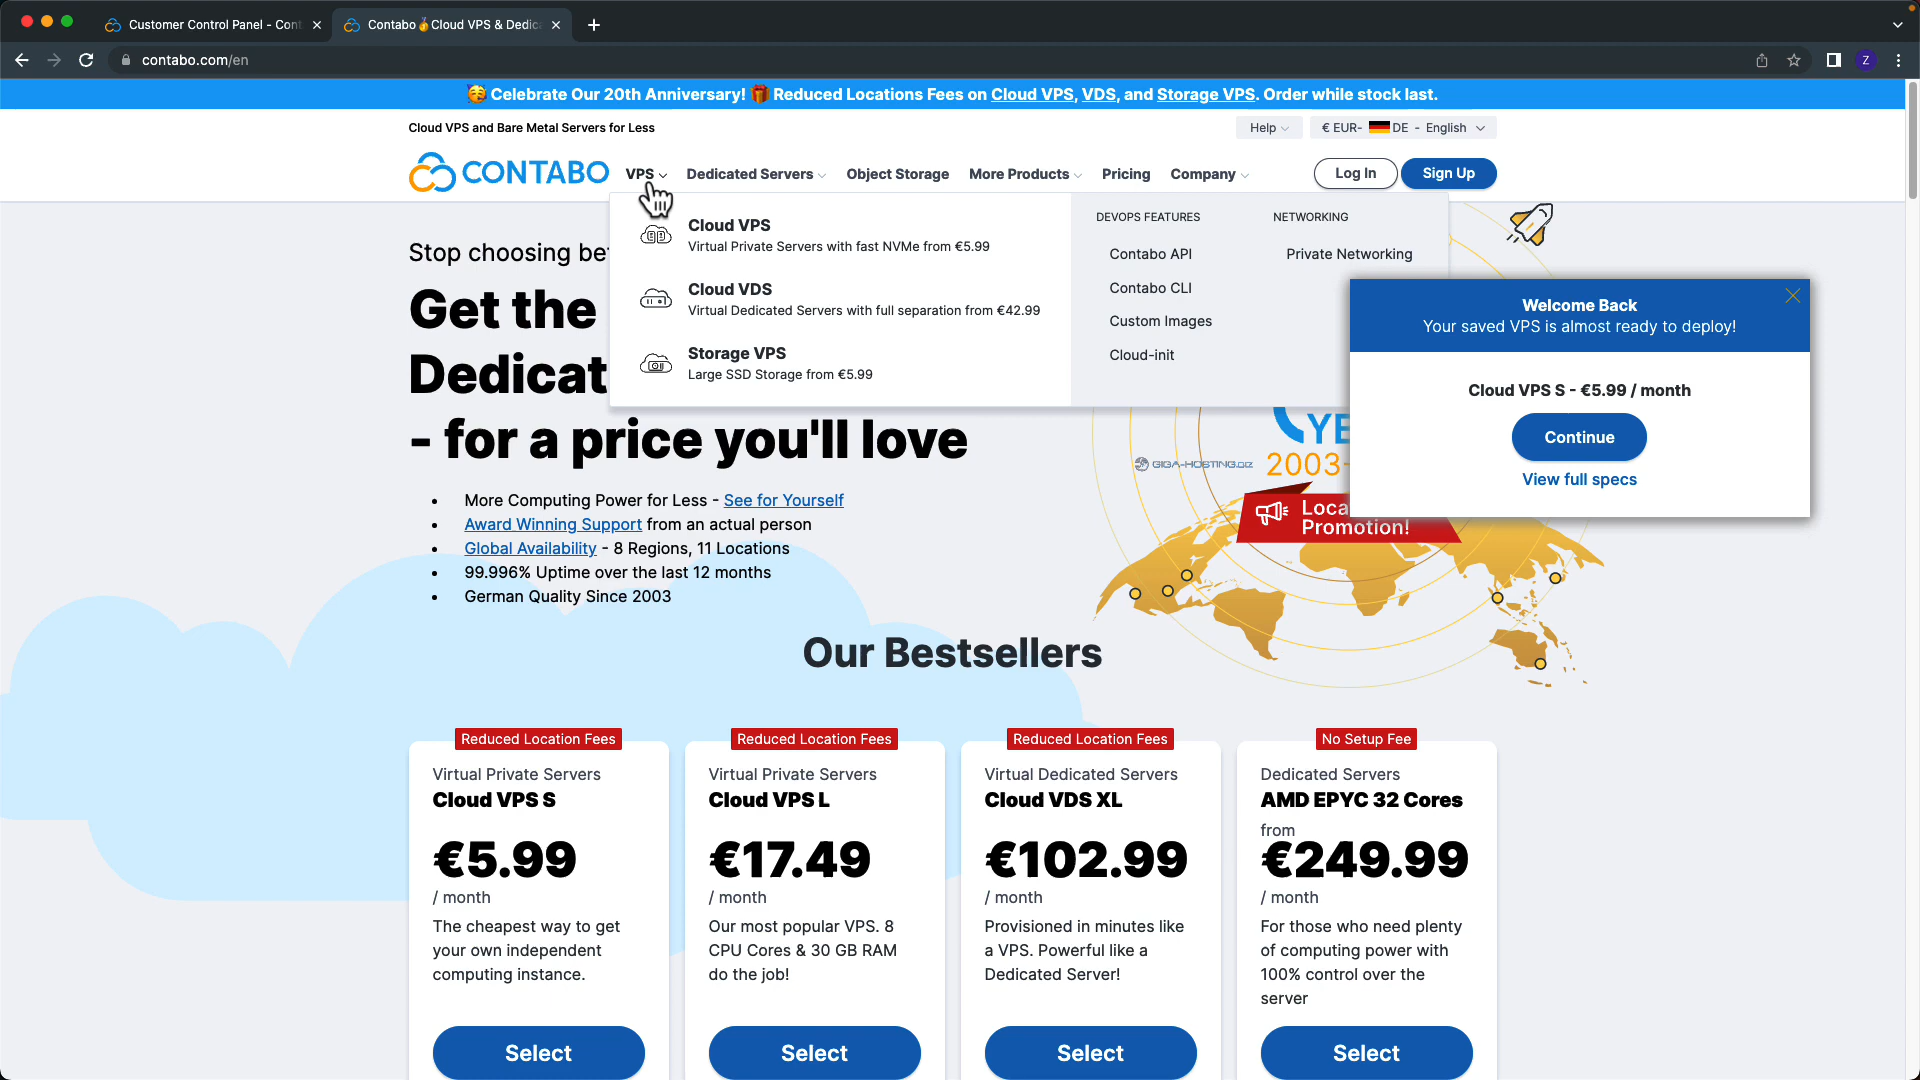 Customer Control Panel - Con
Contabo🥇Cloud VPS & Dedic
contabo.com/en
Z
🥳 Celebrate Our 20th Anniversary! 🎁 Reduced Locations Fees on Cloud VPS, VDS, and Storage VPS. Order while stock last.
Cloud VPS and Bare Metal Servers for Less
Help
€ EUR- DE - English
CONTABO
VPS
Dedicated Servers
Object Storage
More Products
Pricing
Company
Log In
Sign Up
Cloud VPS
Virtual Private Servers with fast NVMe from €5.99
Cloud VDS
Virtual Dedicated Servers with full separation from €42.99
Storage VPS
Large SSD Storage from €5.99
DEVOPS FEATURES
Contabo API
Contabo CLI
Custom Images
Cloud-init
NETWORKING
Private Networking
Welcome Back
Your saved VPS is almost ready to deploy!
Cloud VPS S - €5.99 / month
Continue
View full specs
Stop choosing be
Get the
Dedicat
- for a price you'll love
More Computing Power for Less - See for Yourself
Award Winning Support from an actual person
Global Availability - 8 Regions, 11 Locations
99.996% Uptime over the last 12 months
German Quality Since 2003
YE
GIGA-HOSTING.DE
2003-
Loca
Promotion!
Our Bestsellers
Reduced Location Fees
Virtual Private Servers
Cloud VPS S
€5.99
/ month
The cheapest way to get
your own independent
computing instance.
Select
Reduced Location Fees
Virtual Private Servers
Cloud VPS L
€17.49
/ month
Our most popular VPS. 8
CPU Cores & 30 GB RAM
do the job!
Select
Reduced Location Fees
Virtual Dedicated Servers
Cloud VDS XL
€102.99
/ month
Provisioned in minutes like
a VPS. Powerful like a
Dedicated Server!
Select
No Setup Fee
Dedicated Servers
AMD EPYC 32 Cores
from
€249.99
/ month
For those who need plenty
of computing power with
100% control over the
server
Select